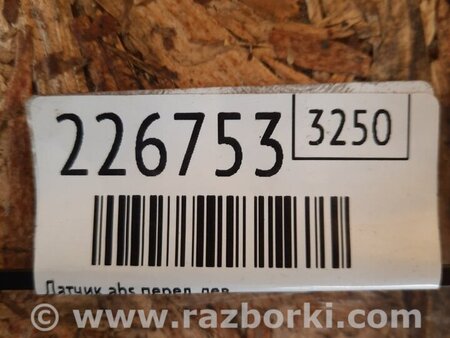 226753 3250
Датчик abs перед. лев.
© www.razborki.com